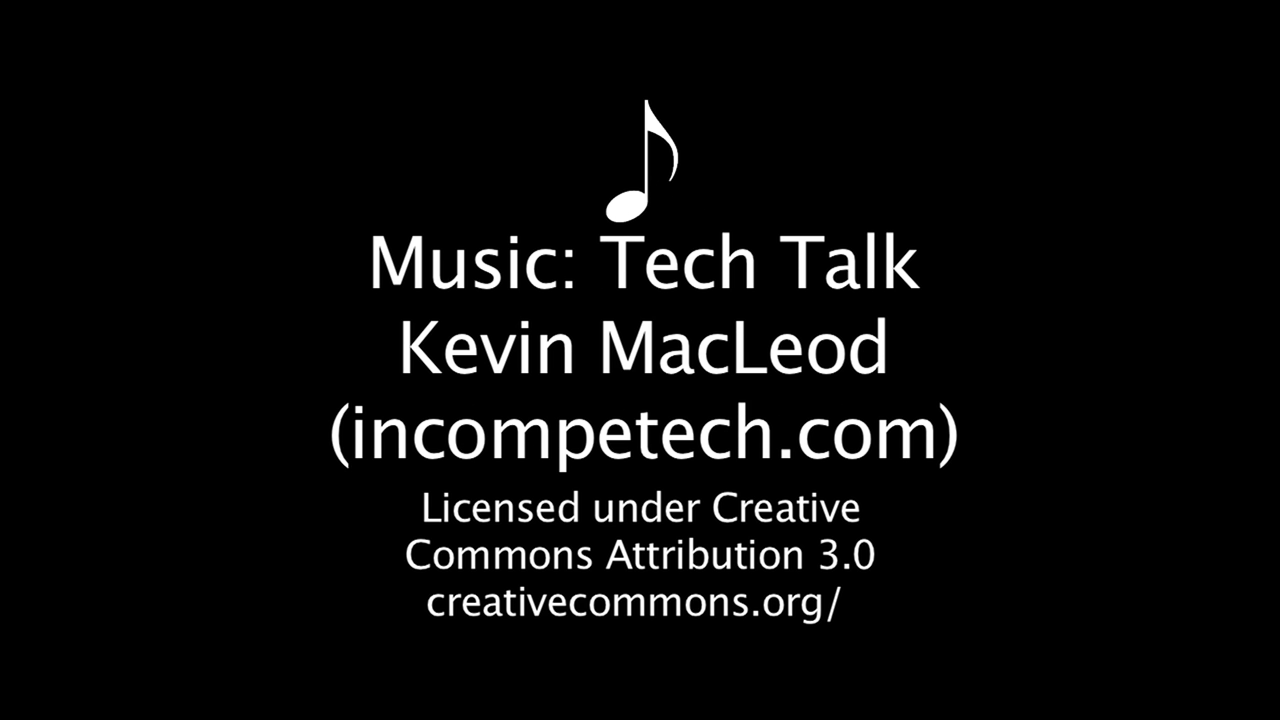 Music: Tech Talk
Kevin MacLeod
(incompetech.com)
Licensed under Creative
Commons Attribution 3.0
creativecommons.org/